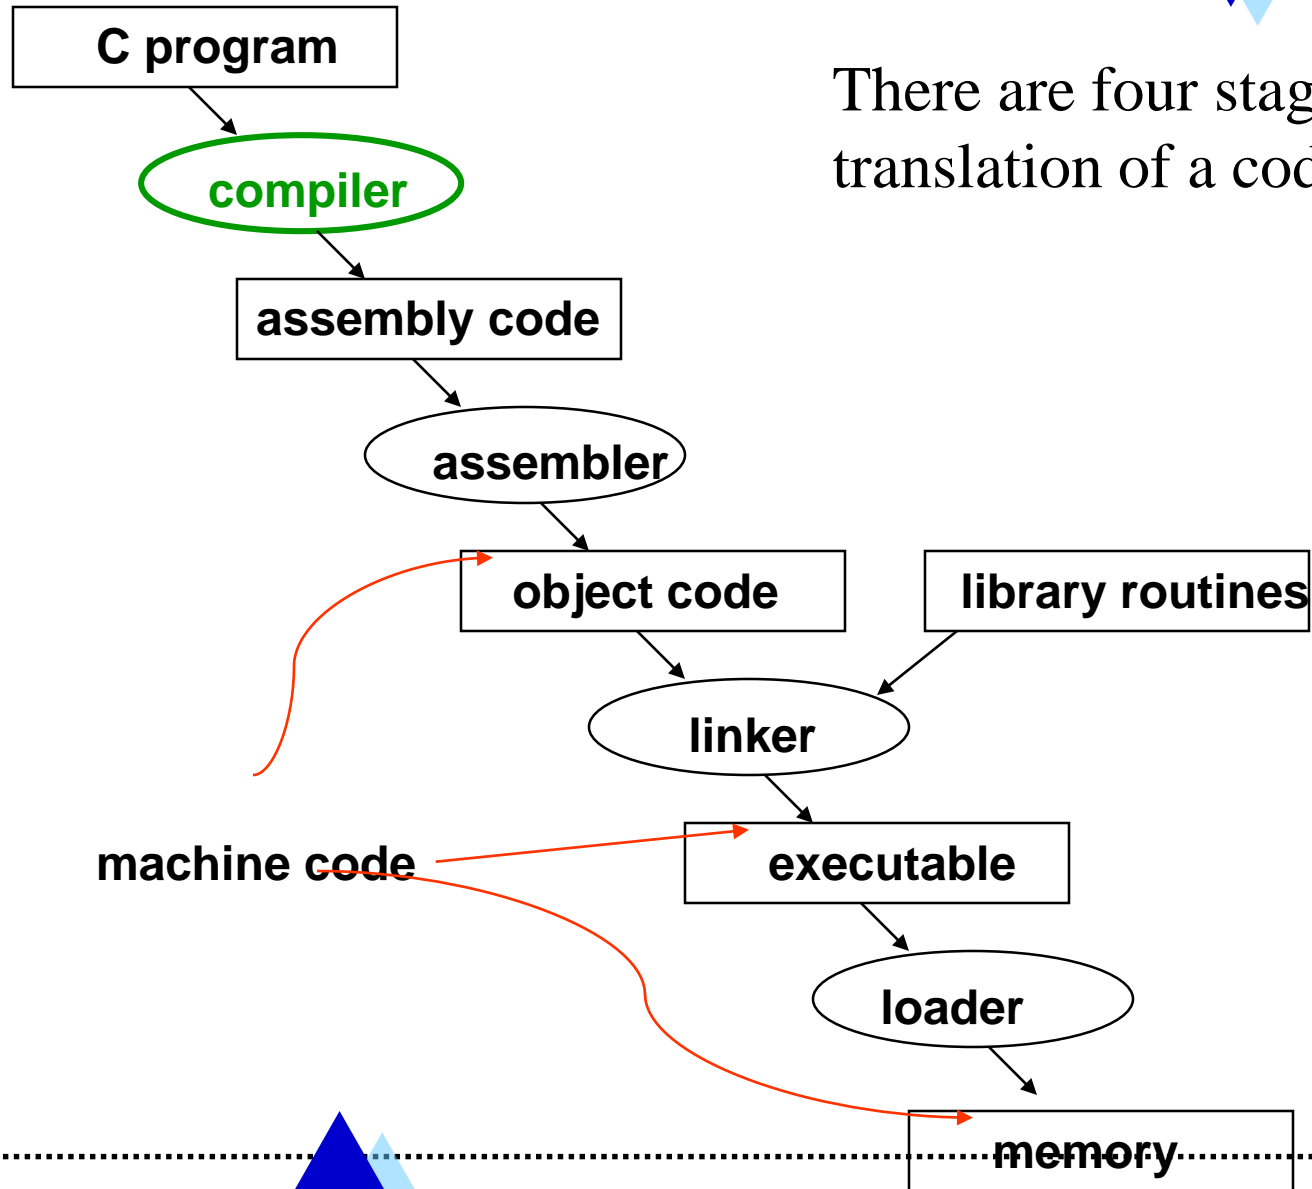 C program
There are four stag
translation of a cod
compiler
assembly code
assembler
object code
library routines
linker
machine code
executable
loader
memory